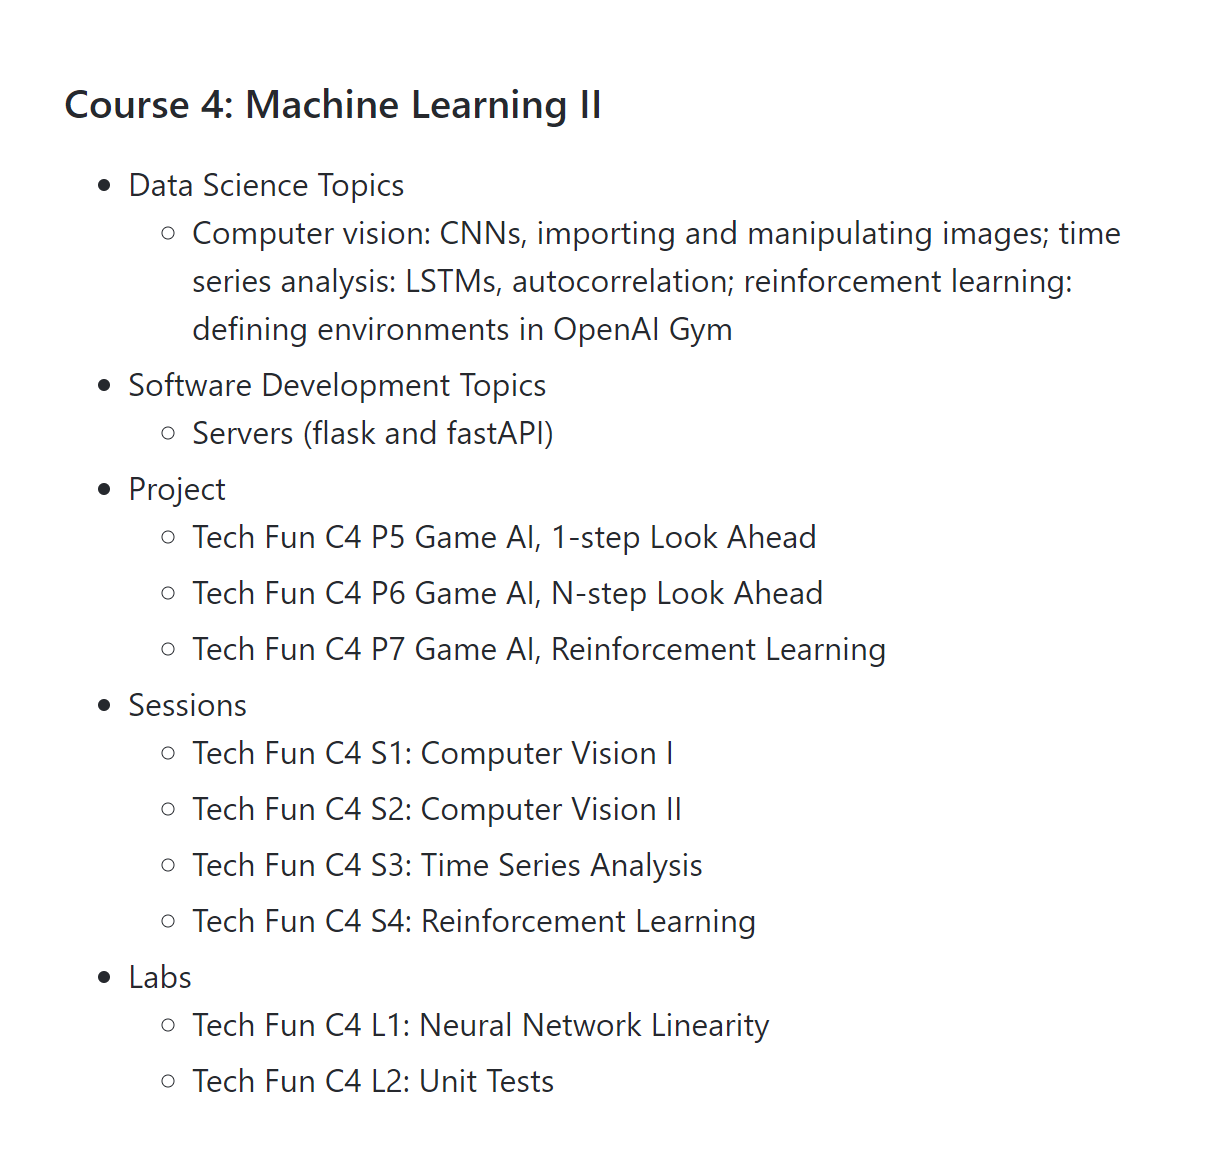 Course 4: Machine Learning II
Data Science Topics
Computer vision: CNNs, importing and manipulating images; time
series analysis: LSTMs, autocorrelation; reinforcement learning:
defining environments in OpenAI Gym
Software Development Topics
Servers (flask and fastAPI)
Project
Tech Fun C4 P5 Game AI, 1-step Look Ahead
Tech Fun C4 P6 Game AI, N-step Look Ahead
Tech Fun C4 P7 Game AI, Reinforcement Learning
Sessions
Tech Fun C4 S1: Computer Vision I
Tech Fun C4 S2: Computer Vision II
Tech Fun C4 S3: Time Series Analysis
Tech Fun C4 S4: Reinforcement Learning
Labs
Tech Fun C4 L1: Neural Network Linearity
Tech Fun C4 L2: Unit Tests